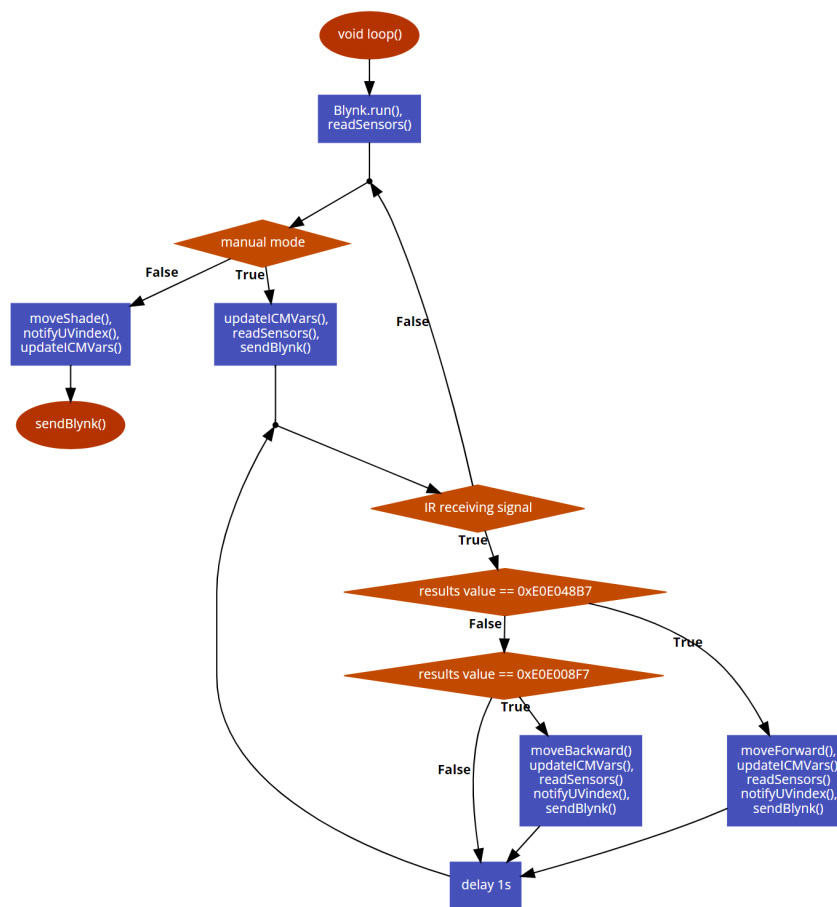 void loop()
Blynk.run(),
readSensors()
manual mode
False
True
moveShade(),
notifyUVindex(),
updateICMVars()
updateICMVars(),
readSensors(),
sendBlynk()
False
sendBlynk()
IR receiving signal
True
results value == 0xE0E048B7
False
True
results value == 0xE0E008F7
True
False
moveBackward()
updateICMVars(),
readSensors()
notifyUVindex(),
sendBlynk()
moveForward(),
updateICMVars()
readSensors()
notifyUVindex(),
sendBlynk()
delay 1s